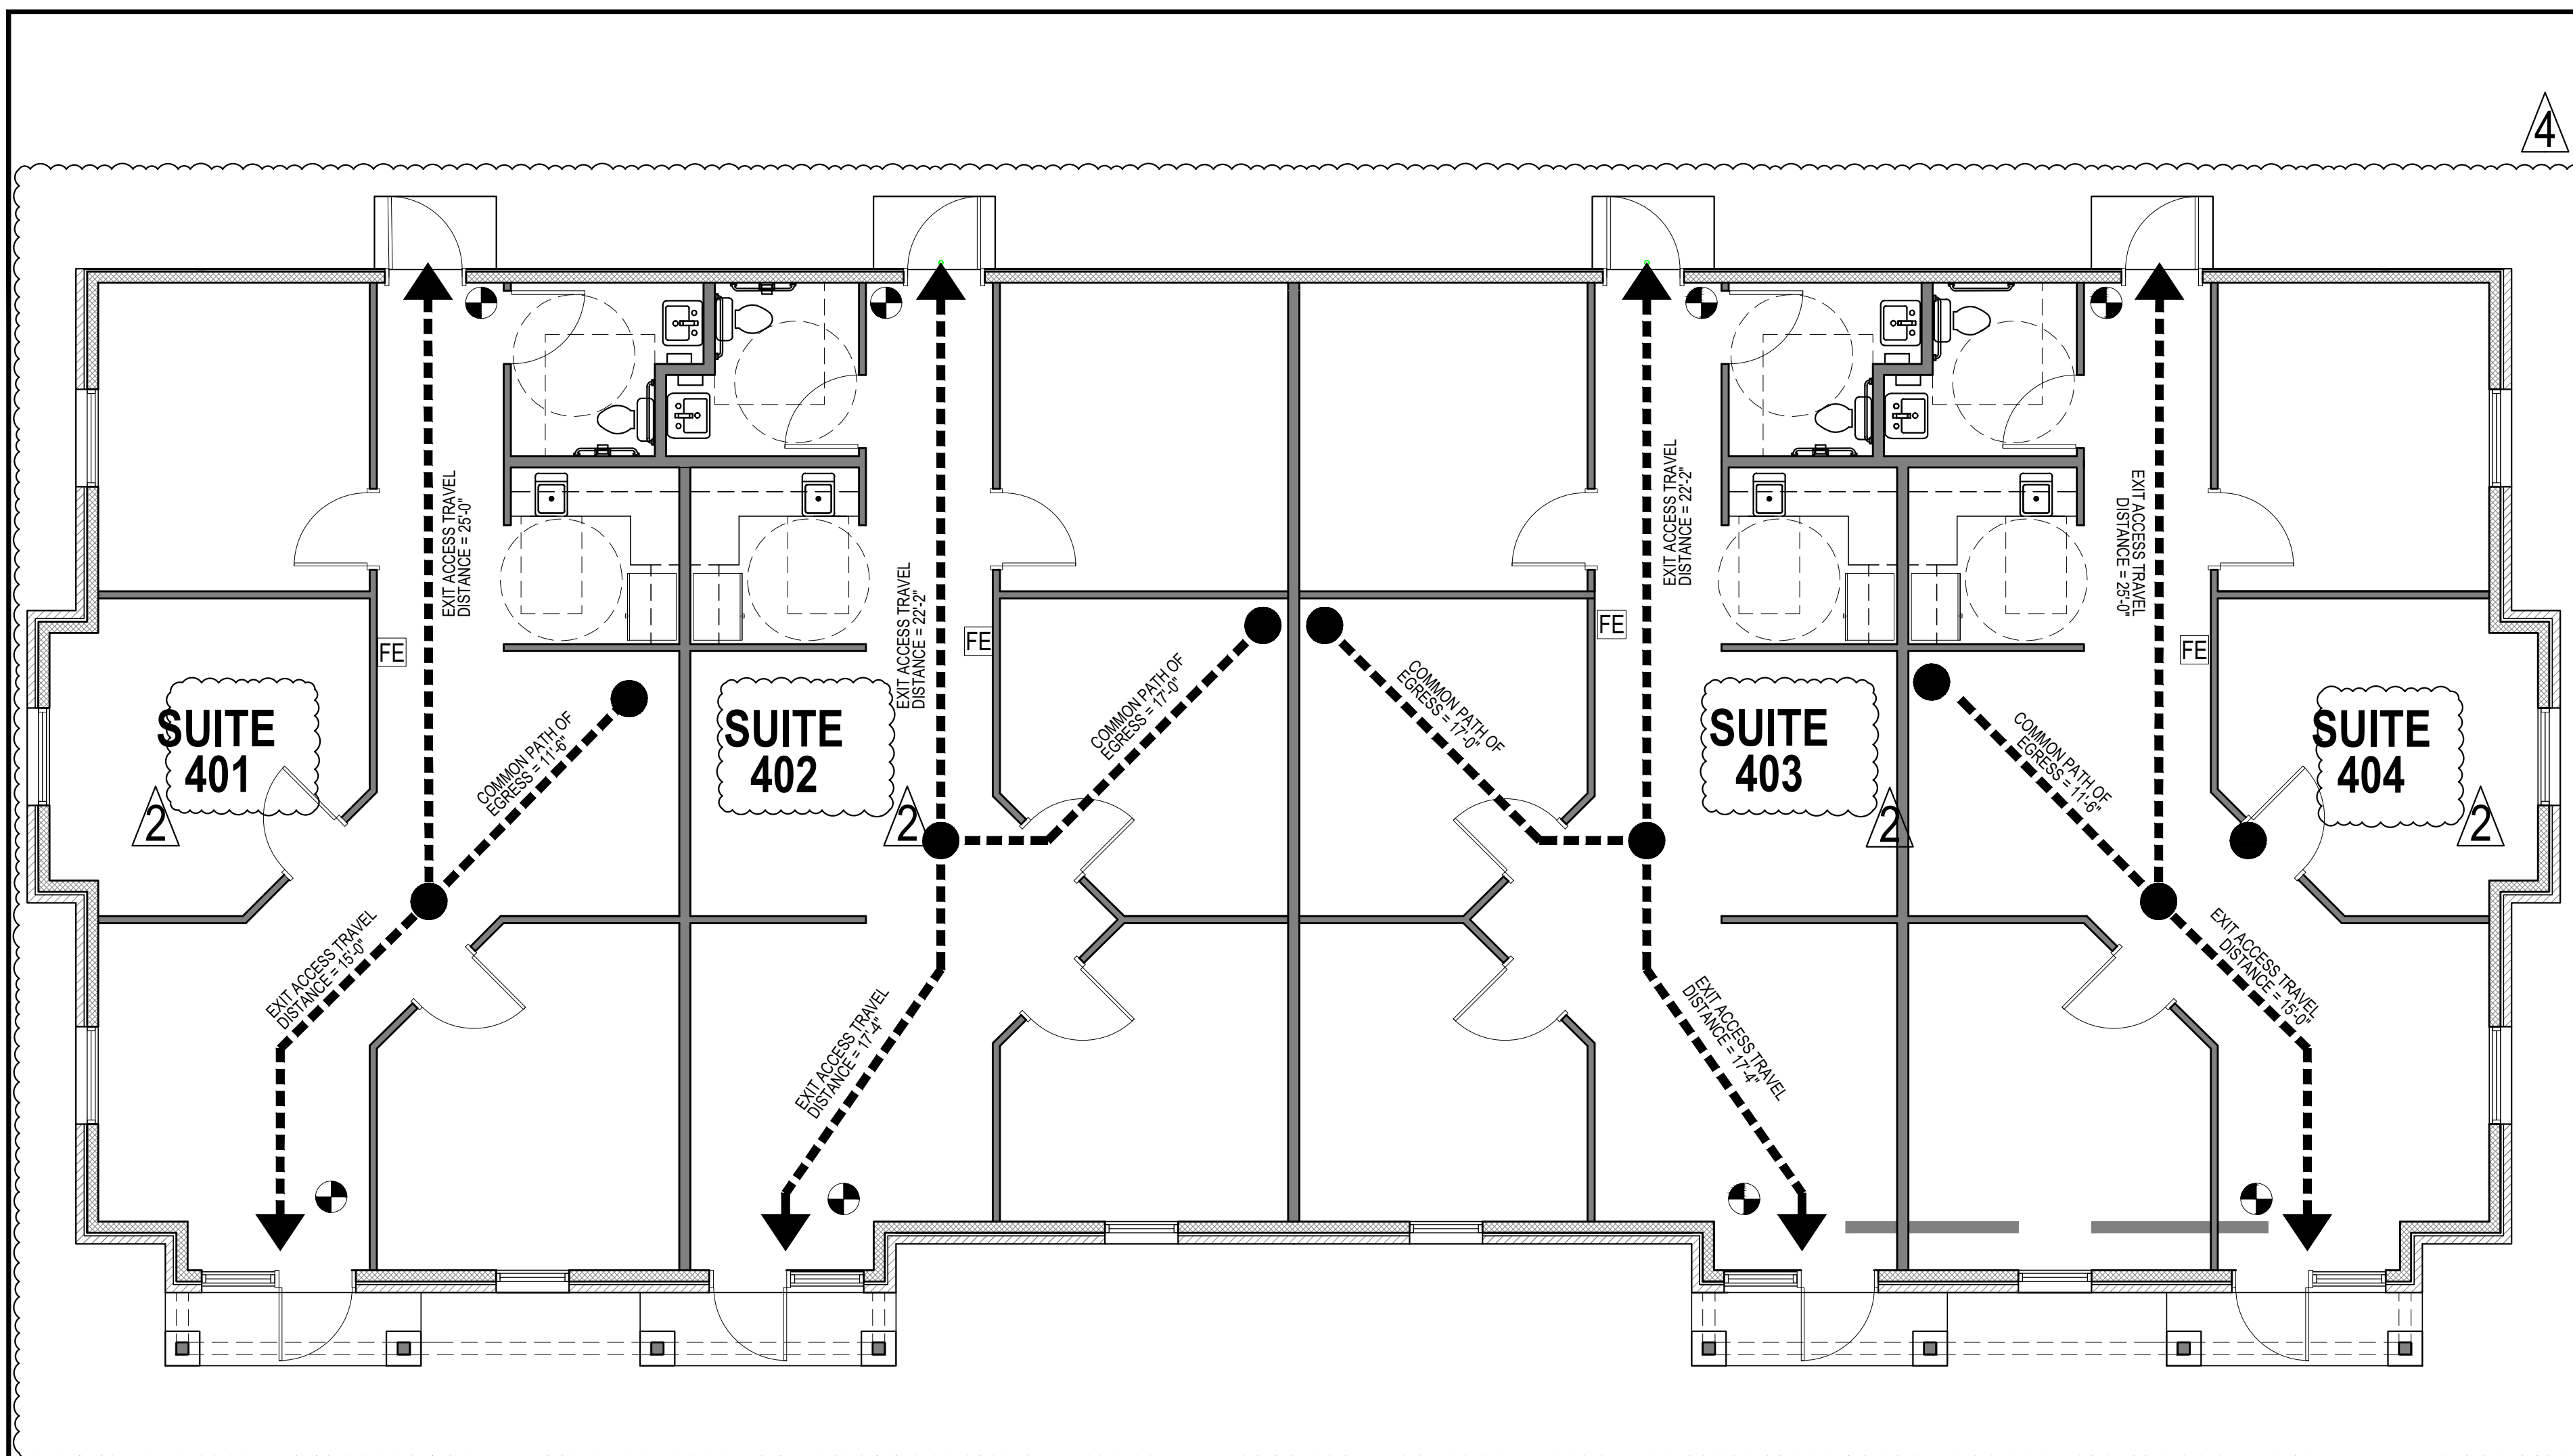 4
EXIT ACCESS TRAVEL
DISTANCE = 25'-0"
EXIT ACCESS TRAVEL
DISTANCE = 22'-2"
EXIT ACCESS TRAVEL
DISTANCE = 22'-2"
EXIT ACCESS TRAVEL
DISTANCE = 25'-0"
FE
FE
FE
FE
SUITE
401
2
COMMON PATH OF
EGRESS = 11'-6"
SUITE
402
2
COMMON PATH OF
EGRESS = 17'-0"
COMMON PATH OF
EGRESS = 17'-0"
SUITE
403
2
COMMON PATH OF
EGRESS = 11'-6"
SUITE
404
2
EXIT ACCESS TRAVEL
DISTANCE = 15'-0"
EXIT ACCESS TRAVEL
DISTANCE = 17'-4"
EXIT ACCESS TRAVEL
DISTANCE = 17'-4"
EXIT ACCESS TRAVEL
DISTANCE = 15'-0"